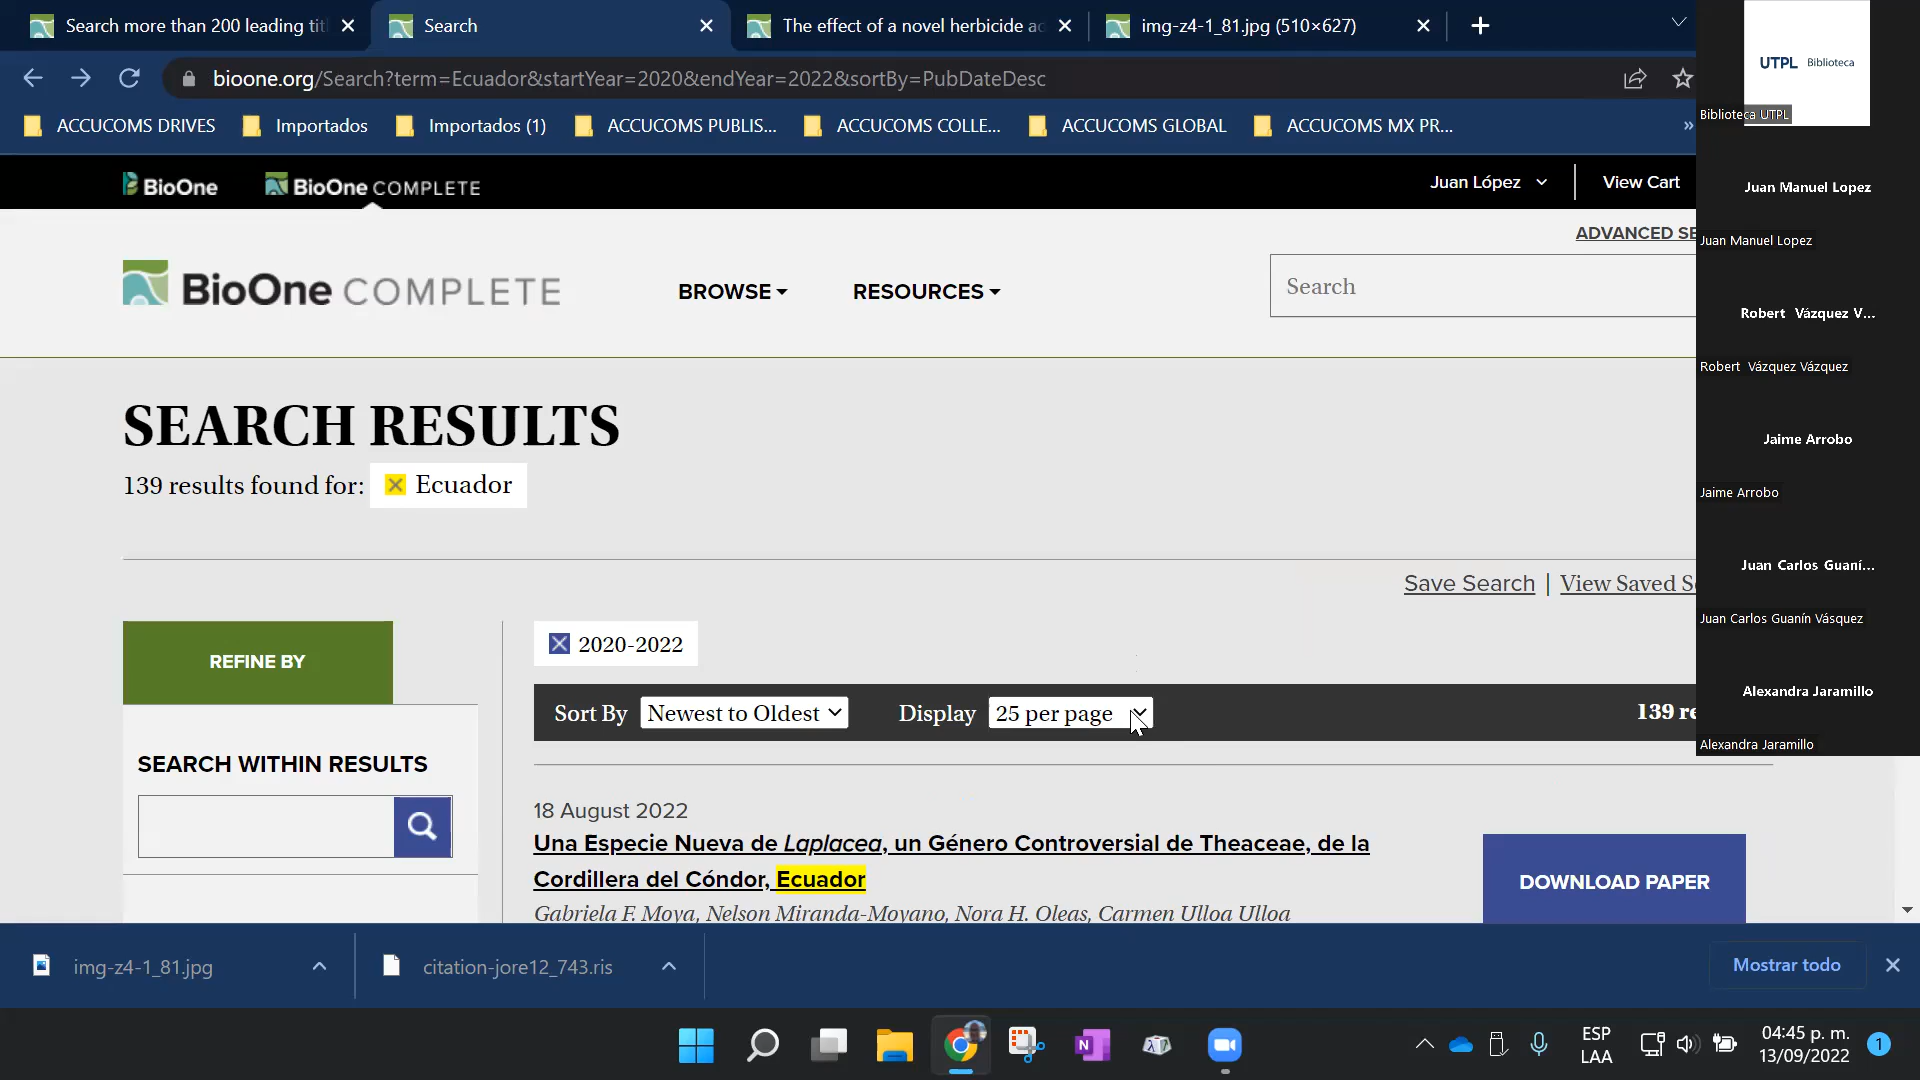 Search more than 200 leading tit
Search
The effect of a novel herbicide ad
img-z4-1_81.jpg (510×627)
bioone.org/Search?term=Ecuador&startYear=2020&endYear=2022&sortBy=PubDateDesc
ACCUCOMS DRIVES
Importados
Importados (1)
ACCUCOMS PUBLIS...
ACCUCOMS COLLE...
ACCUCOMS GLOBAL
ACCUCOMS MX PR...
»
BioOne
BioOne COMPLETE
Juan López
View Cart
ADVANCED SE
BioOne COMPLETE
BROWSE
RESOURCES
Search
SEARCH RESULTS
139 results found for: Ecuador
Save Search | View Saved S
REFINE BY
2020-2022
Sort By Newest to Oldest
Display 25 per page
139 re
SEARCH WITHIN RESULTS
18 August 2022
Una Especie Nueva de Laplacea, un Género Controversial de Theaceae, de la
Cordillera del Cóndor, Ecuador
Gabriela F. Moya, Nelson Miranda-Moyano, Nora H. Oleas, Carmen Ulloa Ulloa
DOWNLOAD PAPER
UTPL Biblioteca
Biblioteca UTPL
Juan Manuel Lopez
Juan Manuel Lopez
Robert Vázquez V...
Robert Vázquez Vázquez
Jaime Arrobo
Jaime Arrobo
Juan Carlos Guaní...
Juan Carlos Guanín Vásquez
Alexandra Jaramillo
Alexandra Jaramillo
img-z4-1_81.jpg
citation-jore12_743.ris
Mostrar todo
N
ESP
LAA
04:45 p. m.
13/09/2022
1